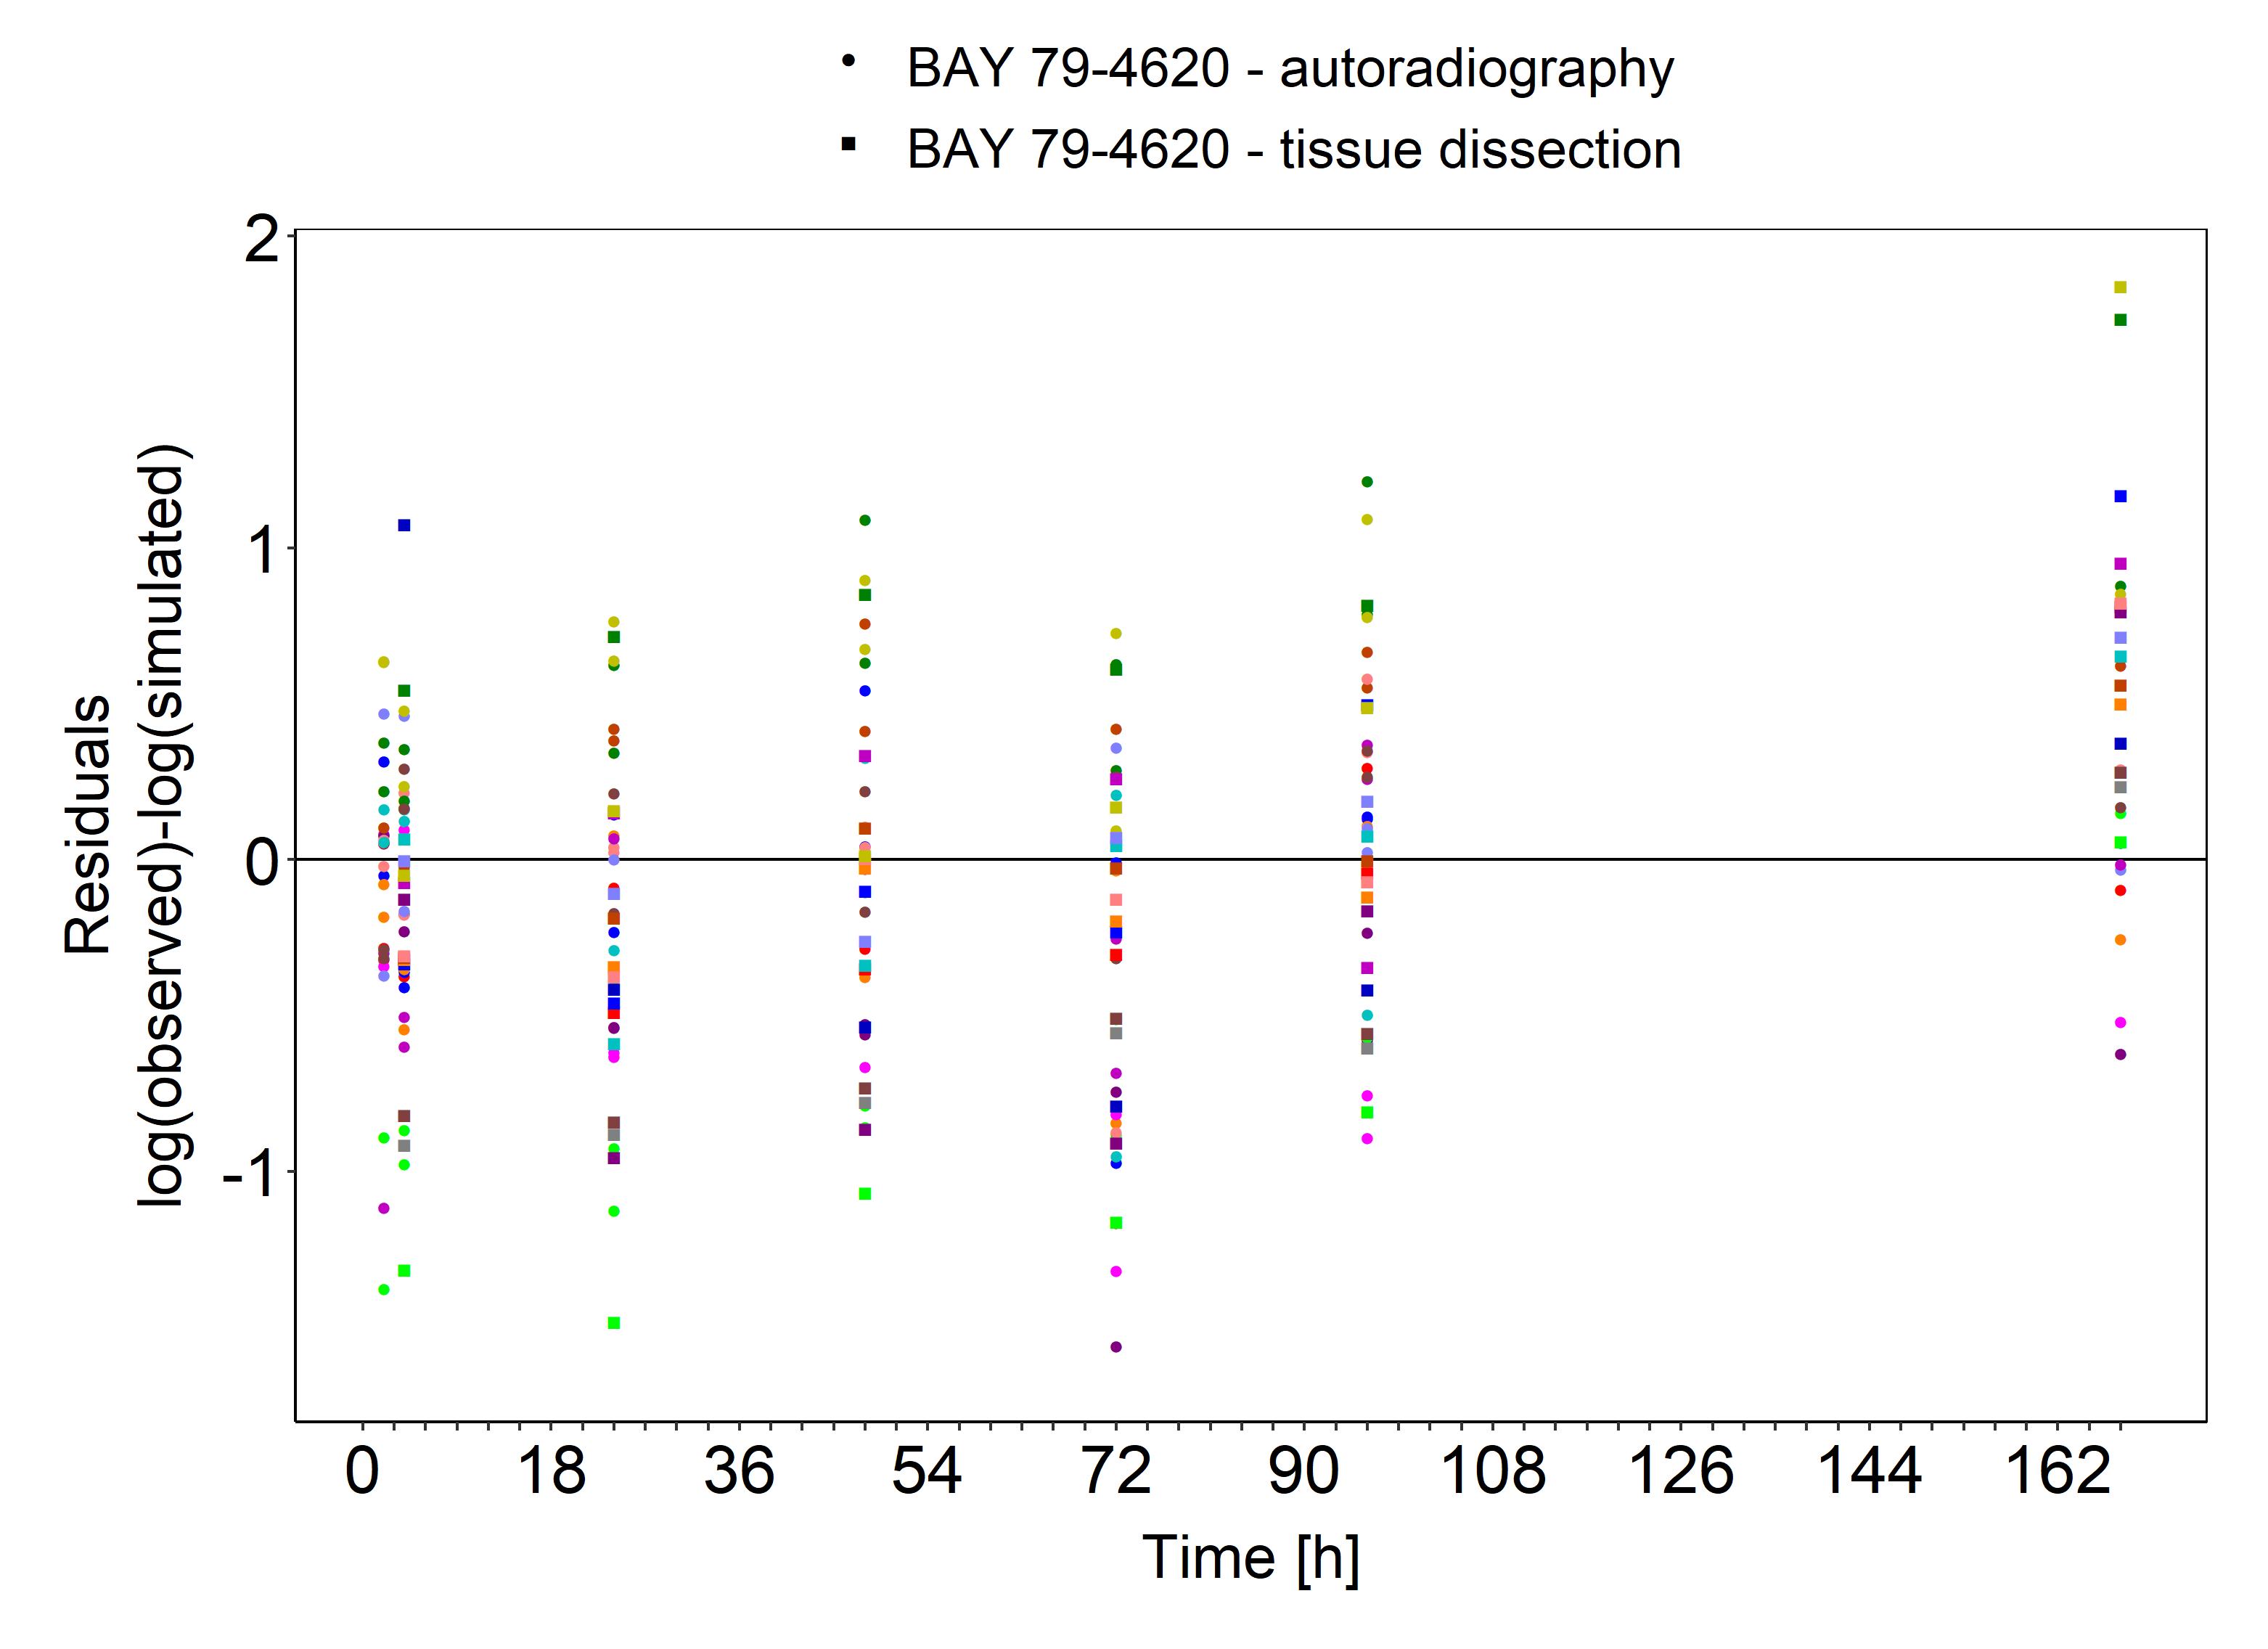 BAY 79-4620 - autoradiography
BAY 79-4620 - tissue dissection
2
1
0
-1
Residuals
log(observed)-log(simulated)
0 18 36 54 72 90 108 126 144 162
Time [h]